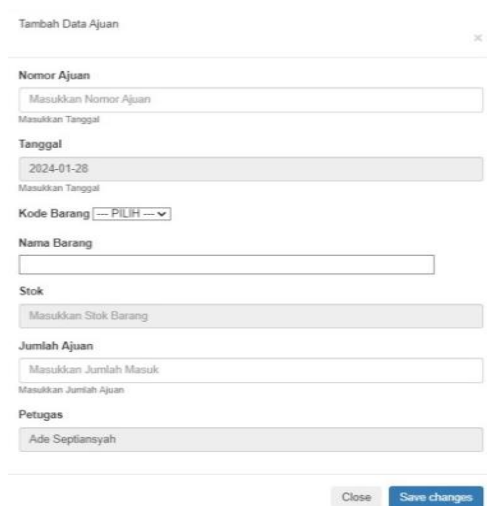 Tambah Data Ajuan
×
Nomor Ajuan
Masukkan Nomor Ajuan
Masukkan Tanggal
Tanggal
2024-01-28
Masukkan Tanggal
Kode Barang --- PILIH ---
Nama Barang
Stok
Masukkan Stok Barang
Jumlah Ajuan
Masukkan Jumlah Masuk
Masukkan Jumlah Ajuan
Petugas
Ade Septiansyah
Close Save changes